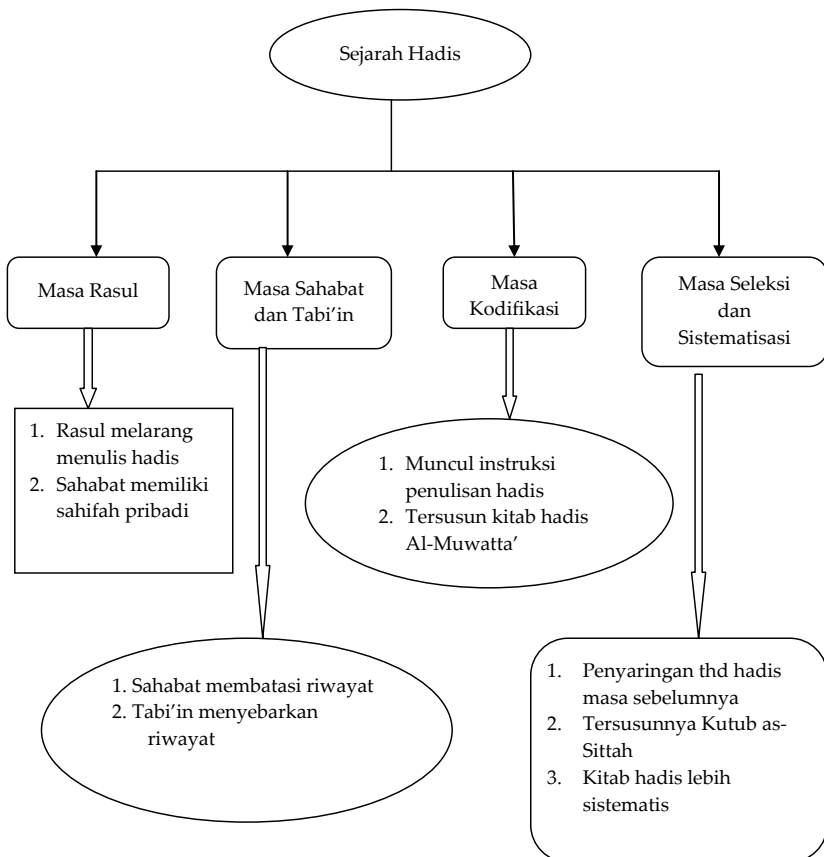 Sejarah Hadis
Masa Rasul
Masa Sahabat
dan Tabi’in
Masa
Kodifikasi
Masa Seleksi
dan
Sistematisasi
1. Rasul melarang
menulis hadis
2. Sahabat memiliki
sahifah pribadi
1. Muncul instruksi
penulisan hadis
2. Tersusun kitab hadis
Al-Muwatta’
1. Sahabat membatasi riwayat
2. Tabi’in menyebarkan
riwayat
1. Penyaringan thd hadis
masa sebelumnya
2. Tersusunnya Kutub as-
Sittah
3. Kitab hadis lebih
sistematis